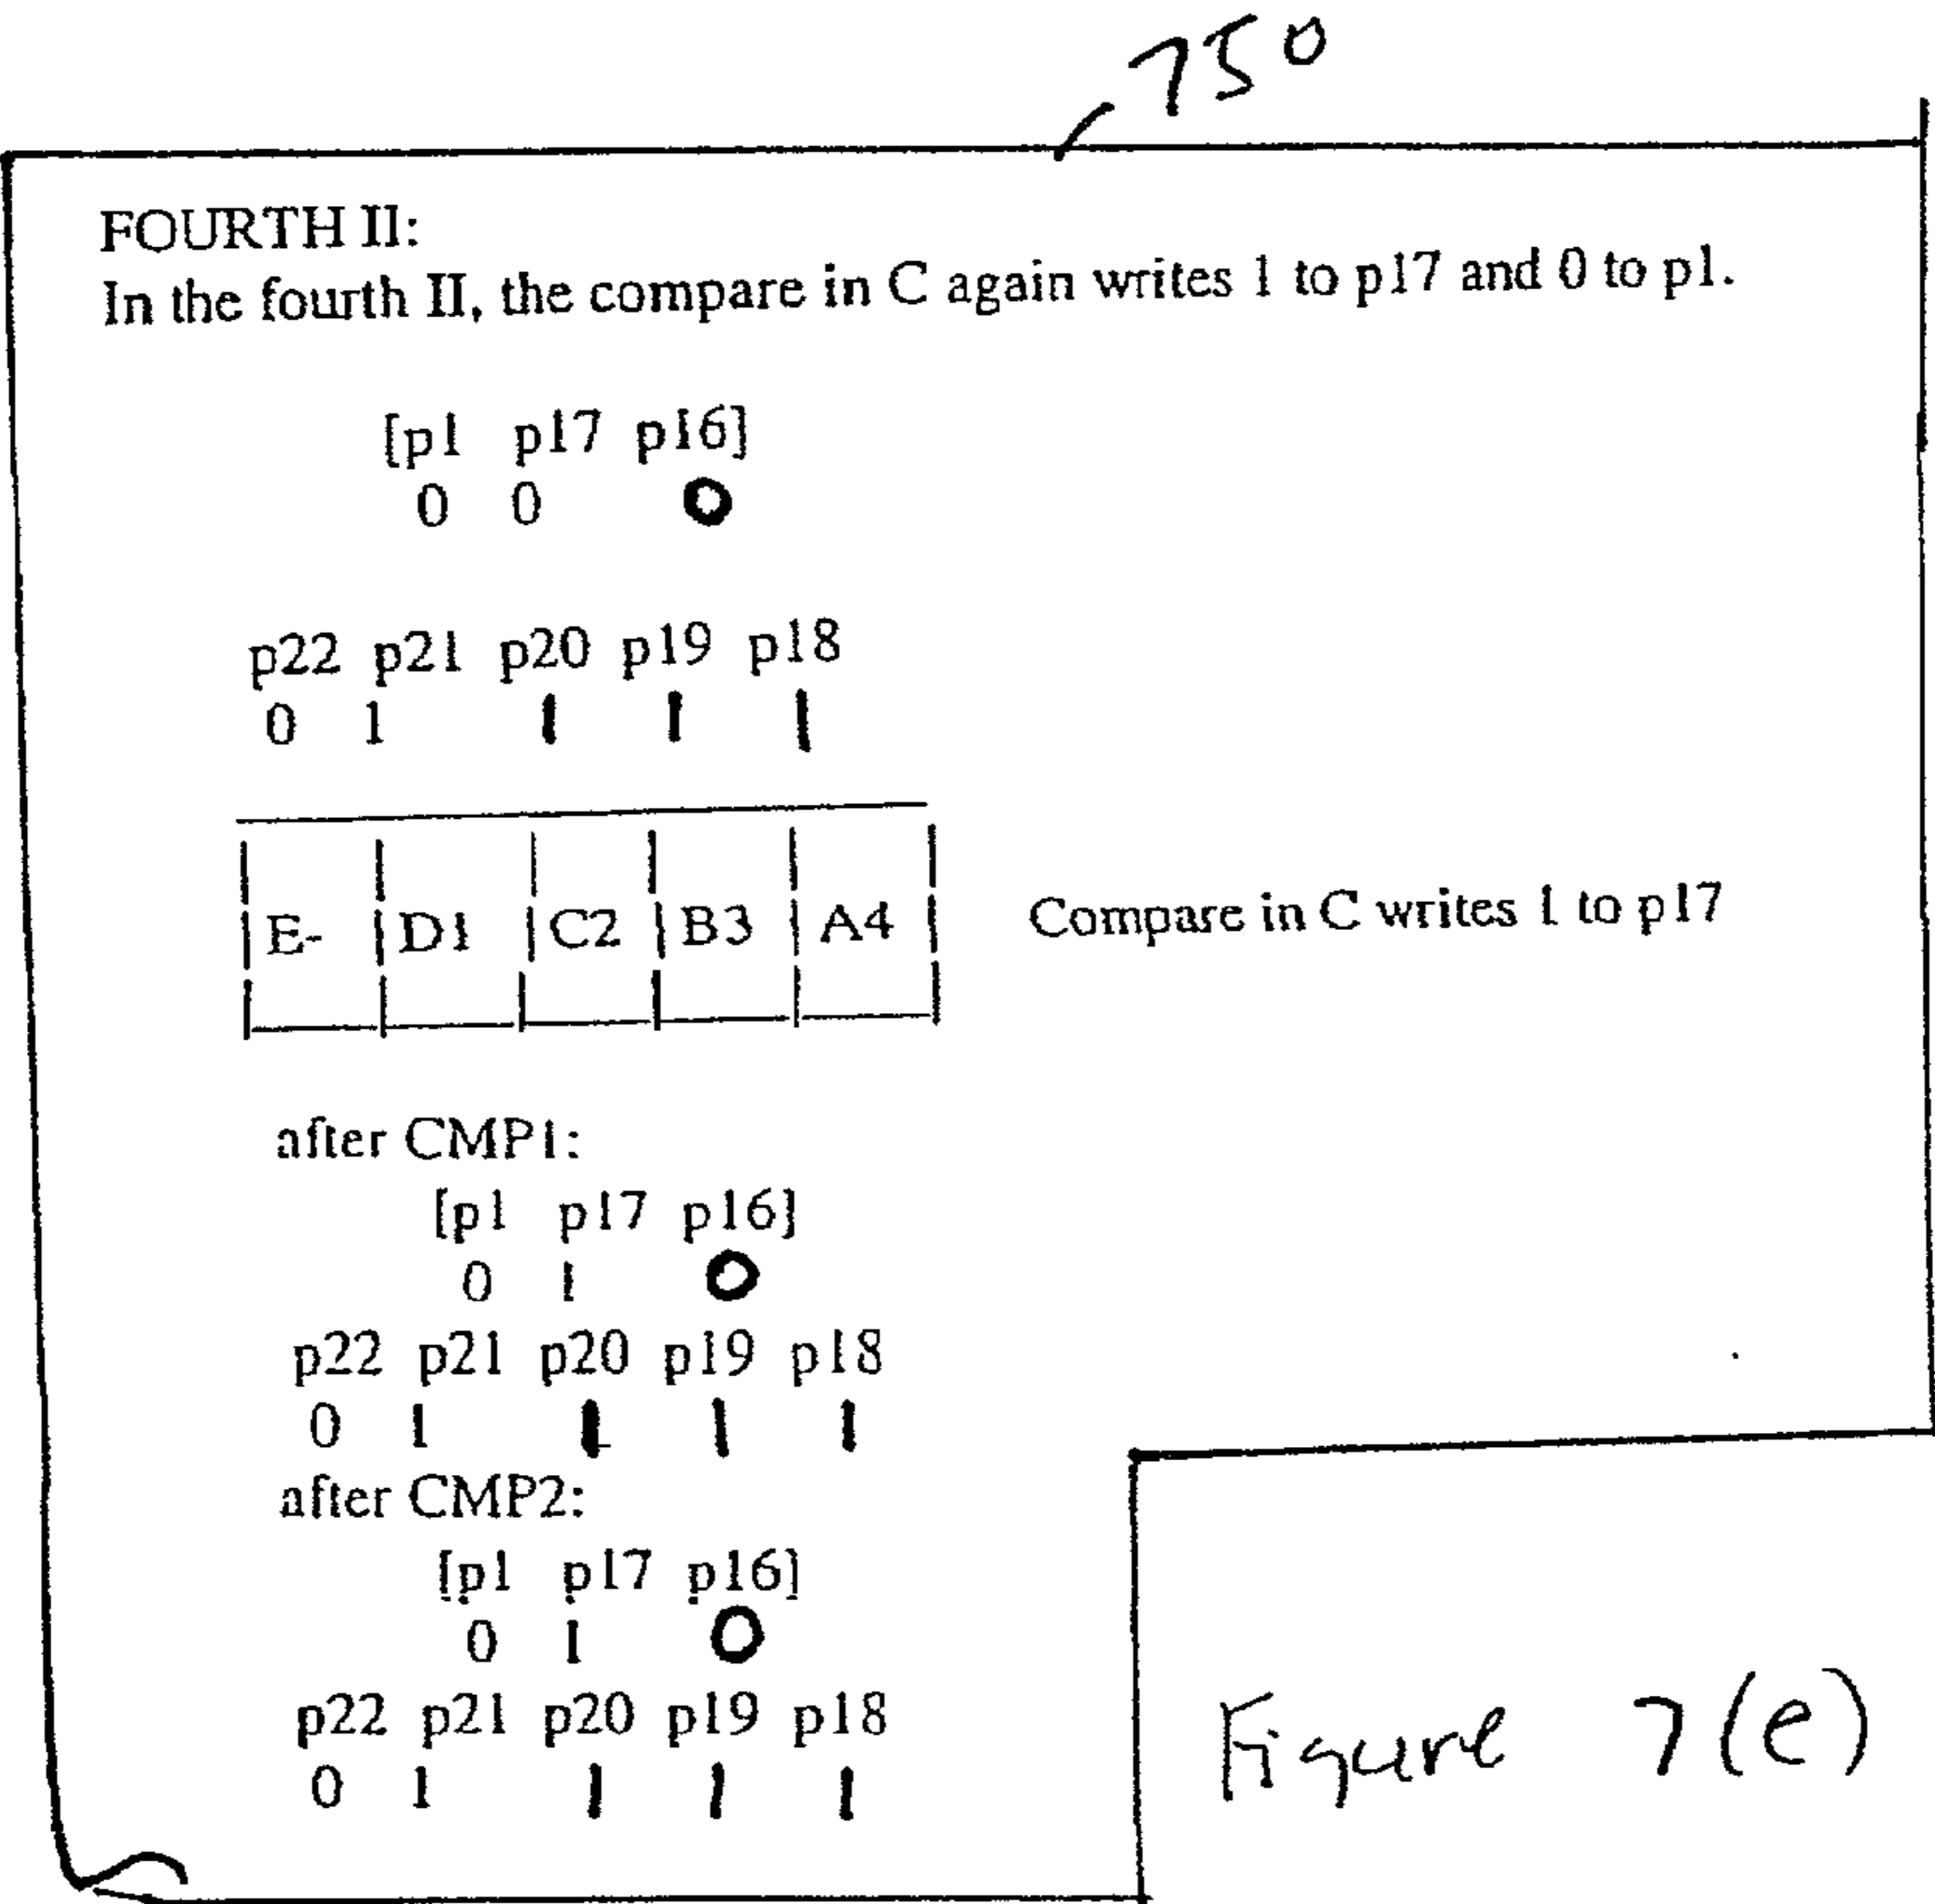 750
FOURTH II:
In the fourth II, the compare in C again writes 1 to p17 and 0 to p1.
[p1 p17 p16]
0 0 0
p22 p21 p20 p19 p18
0 1 1 1 1
E- D1 C2 B3 A4
Compare in C writes 1 to p17
after CMP1:
[p1 p17 p16]
0 1 0
p22 p21 p20 p19 p18
0 1 1 1 1
after CMP2:
[p1 p17 p16]
0 1 0
p22 p21 p20 p19 p18
0 1 1 1 1
Figure 7(e)